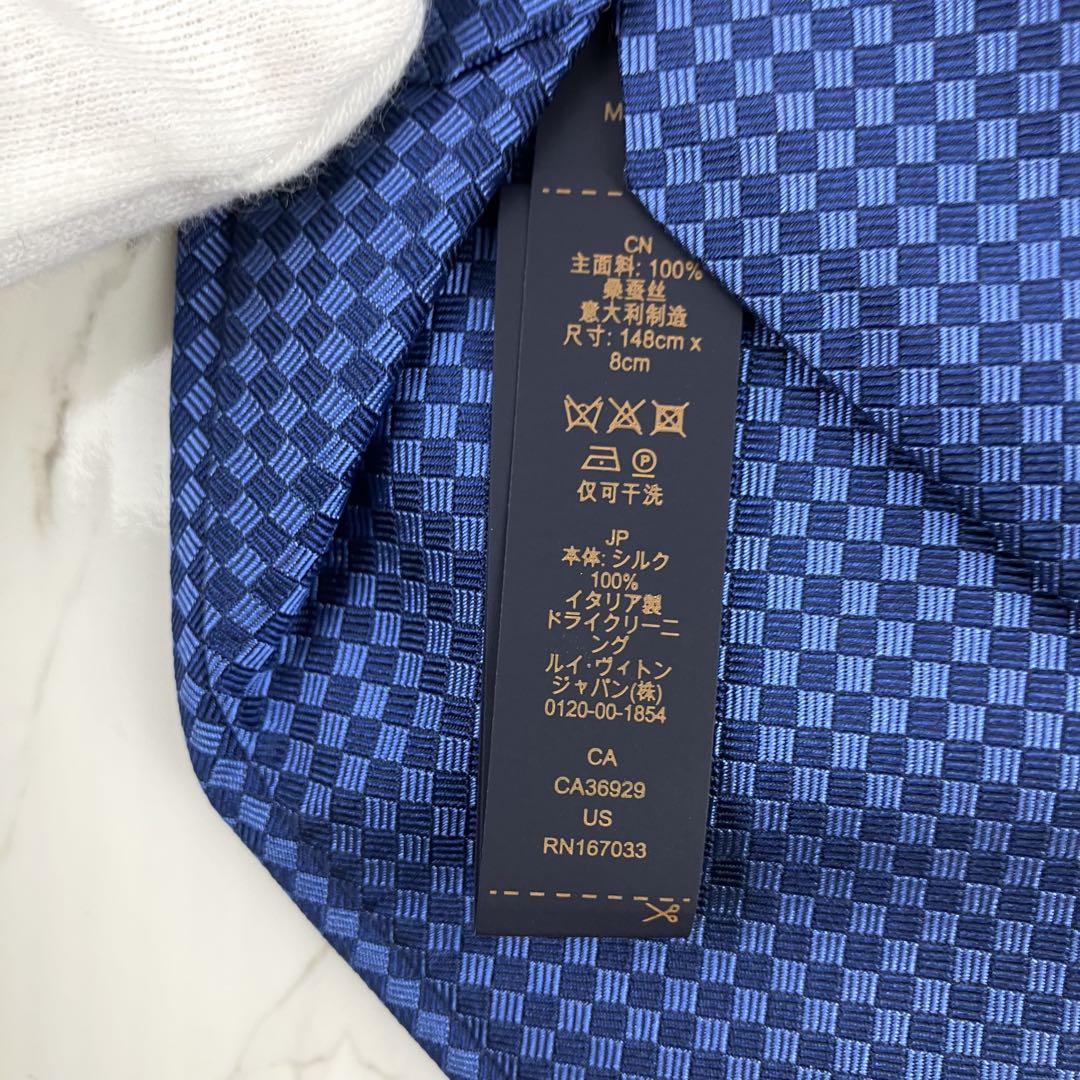 M
CN
主面料: 100%
桑蚕丝
意大利制造
尺寸: 148cm x
8cm
P
仅可干洗
JP
本体: シルク
100%
イタリア製
ドライクリーニ
ング
ルイ·ヴィトン
ジャパン(株)
0120-00-1854
CA
CA36929
US
RN167033